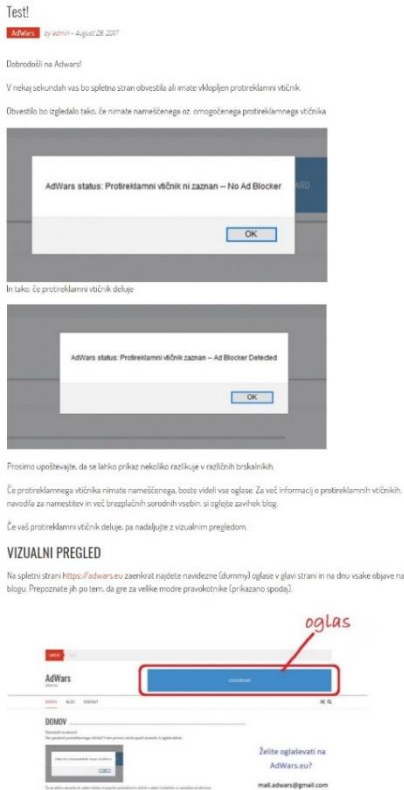 Test!
AdWars by admin - August 28, 2017
Dobrodošli na Adwars!
V nekaj sekundah vas bo spletna stran obvestila ali imate vklopljen protireklamni vtičnik.
Obvestilo bo izgledalo tako, če nimate nameščenega oz. omogočenega protireklamnega vtičnika
AdWars status: Protireklamni vtičnik ni zaznan -- No Ad Blocker
OK
In tako, če protireklamni vtičnik deluje
AdWars status: Protireklamni vtičnik zaznan -- Ad Blocker Detected
OK
Prosimo upoštevajte, da se lahko prikaz nekoliko razlikuje v različnih brskalnikih.
Če protireklamnega vtičnika nimate nameščenega, boste videli vse oglase. Za več informacij o protireklamnih vtičnikih,
navodila za namestitev in več brezplačnih sorodnih vsebin, si oglejte zavihek blog.
Če vaš protireklamni vtičnik deluje, pa nadaljujte z vizualnim pregledom.
VIZUALNI PREGLED
Na spletni strani https://adwars.eu zaenkrat najdete navidezne (dummy) oglase v glavi strani in na dnu vsake objave na
blogu. Prepoznate jih po tem, da gre za velike modre pravokotnike (prikazano spodaj).
oglas
AdWars
BLOG
DOMOV
Želite oglaševati na
AdWars.eu?
mail.adwars@gmail.com